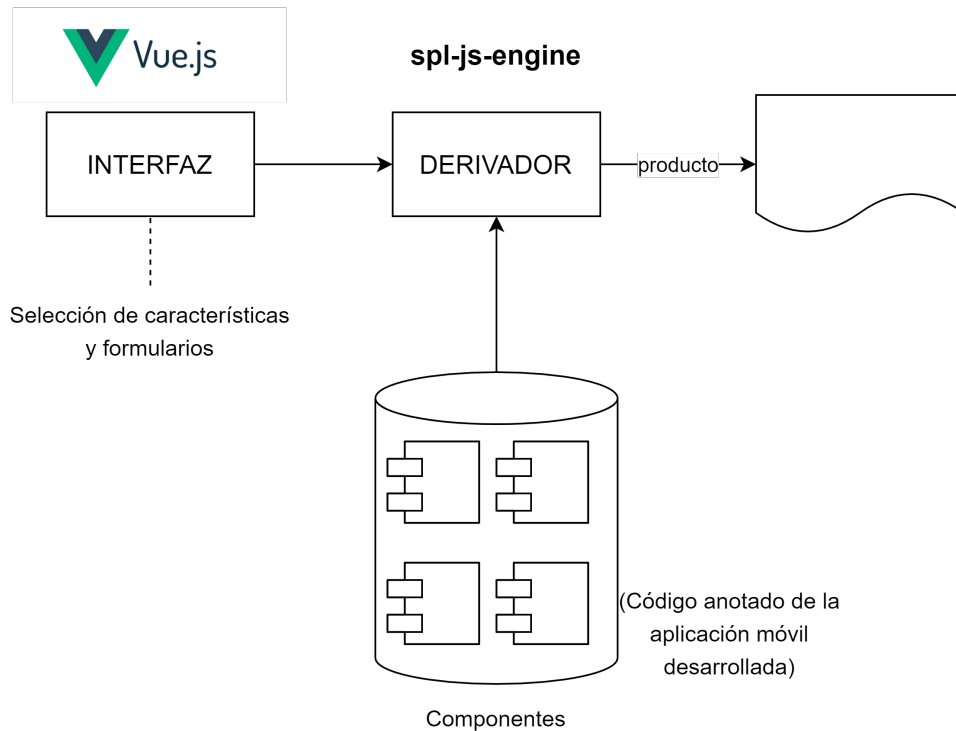 Vue.js
spl-js-engine
INTERFAZ
DERIVADOR
producto
Selección de características
y formularios
(Código anotado de la
aplicación móvil
desarrollada)
Componentes